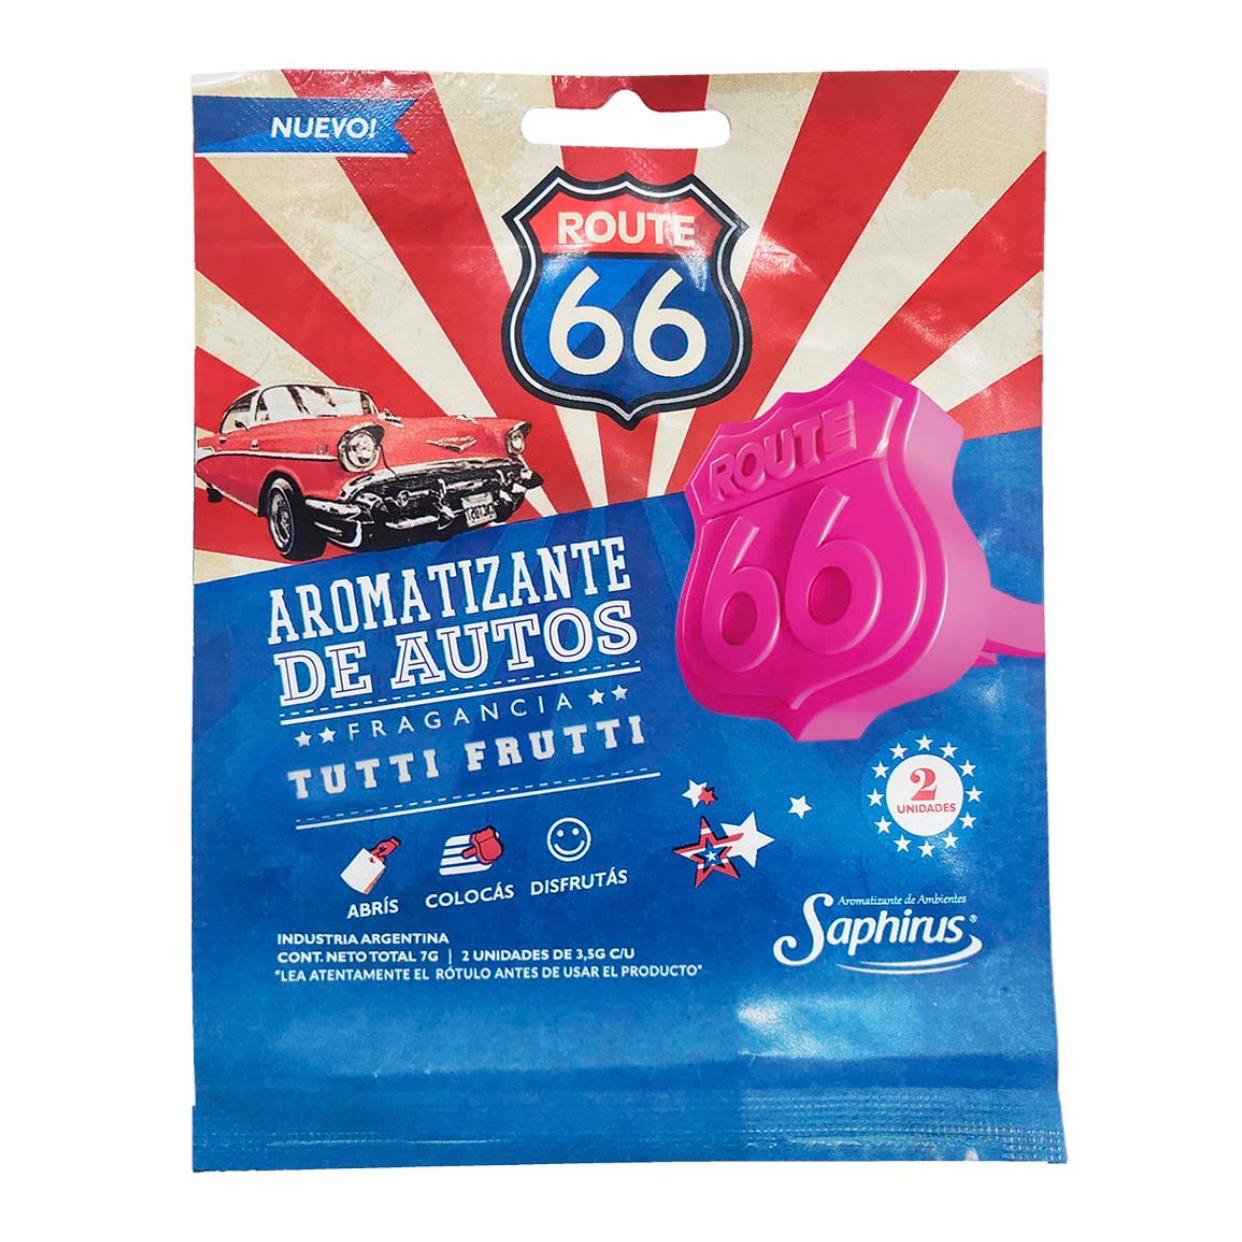 NUEVO!
ROUTE
66
ROUTE
66
AROMATIZANTE
DE AUTOS
FRAGANCIA
TUTTI FRUTTI
2
UNIDADES
ABRÍS
COLOCÁS
DISFRUTÁS
Aromatizante de Ambientes
Saphirus®
INDUSTRIA ARGENTINA
CONT. NETO TOTAL 7G | 2 UNIDADES DE 3,5G C/U
"LEA ATENTAMENTE EL RÓTULO ANTES DE USAR EL PRODUCTO"